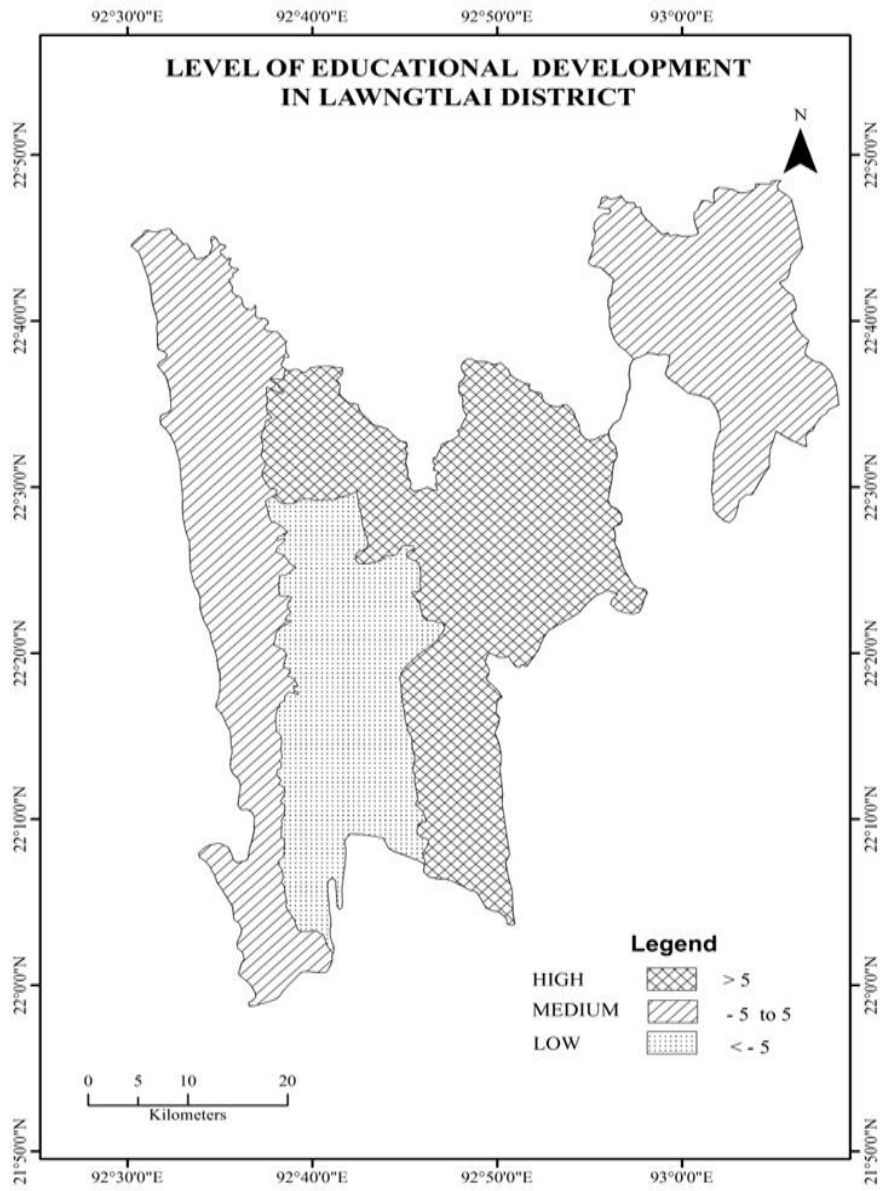 92°30'0"E 92°40'0"E 92°50'0"E 93°0'0"E
LEVEL OF EDUCATIONAL DEVELOPMENT
IN LAWNGTLAI DISTRICT
N
22°50'0"N 22°50'0"N
22°40'0"N 22°40'0"N
22°30'0"N 22°30'0"N
22°20'0"N 22°20'0"N
22°10'0"N 22°10'0"N
Legend
HIGH > 5
22°0'0"N 22°0'0"N
MEDIUM - 5 to 5
LOW < - 5
0 5 10 20
Kilometers
21°50'0"N 21°50'0"N
92°30'0"E 92°40'0"E 92°50'0"E 93°0'0"E